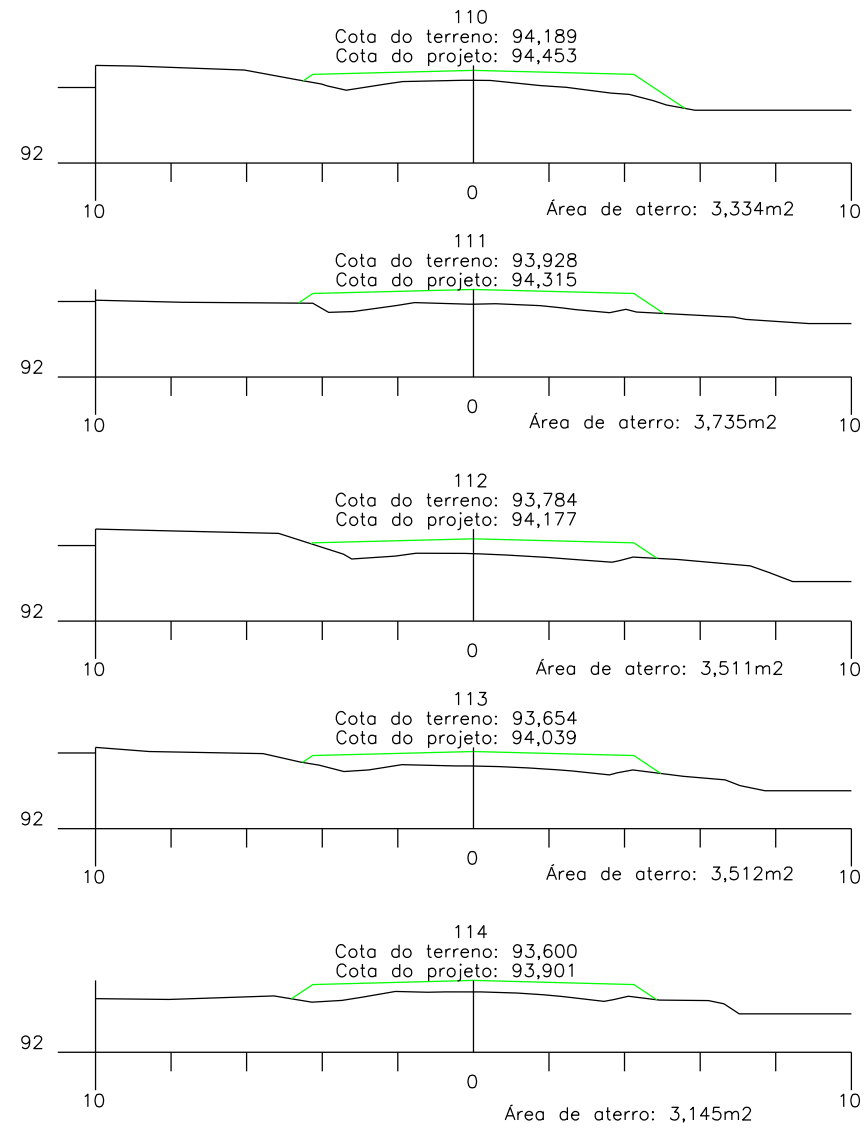 110
Cota do terreno: 94,189
Cota do projeto: 94,453
92
0
10
Área de aterro: 3,334m2
10
111
Cota do terreno: 93,928
Cota do projeto: 94,315
92
0
10
Área de aterro: 3,735m2
10
112
Cota do terreno: 93,784
Cota do projeto: 94,177
92
0
10
Área de aterro: 3,511m2
10
113
Cota do terreno: 93,654
Cota do projeto: 94,039
92
0
10
Área de aterro: 3,512m2
10
114
Cota do terreno: 93,600
Cota do projeto: 93,901
92
0
10
Área de aterro: 3,145m2
10